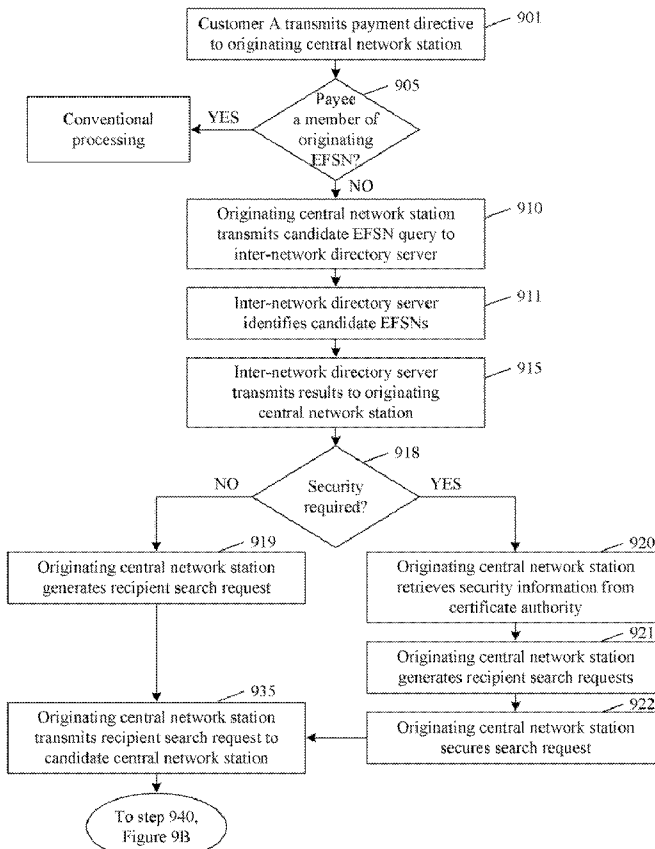 Customer A transmits payment directive
to originating central network station
901
905
Payee
a member of
originating
EFSN?
YES
Conventional
processing
NO
Originating central network station
transmits candidate EFSN query to
inter-network directory server
910
Inter-network directory server
identifies candidate EFSNs
911
Inter-network directory server
transmits results to originating
central network station
915
918
Security
required?
NO
YES
919
Originating central network station
generates recipient search request
920
Originating central network station
retrieves security information from
certificate authority
921
Originating central network station
generates recipient search requests
922
Originating central network station
secures search request
935
Originating central network station
transmits recipient search request to
candidate central network station
To step 940,
Figure 9B